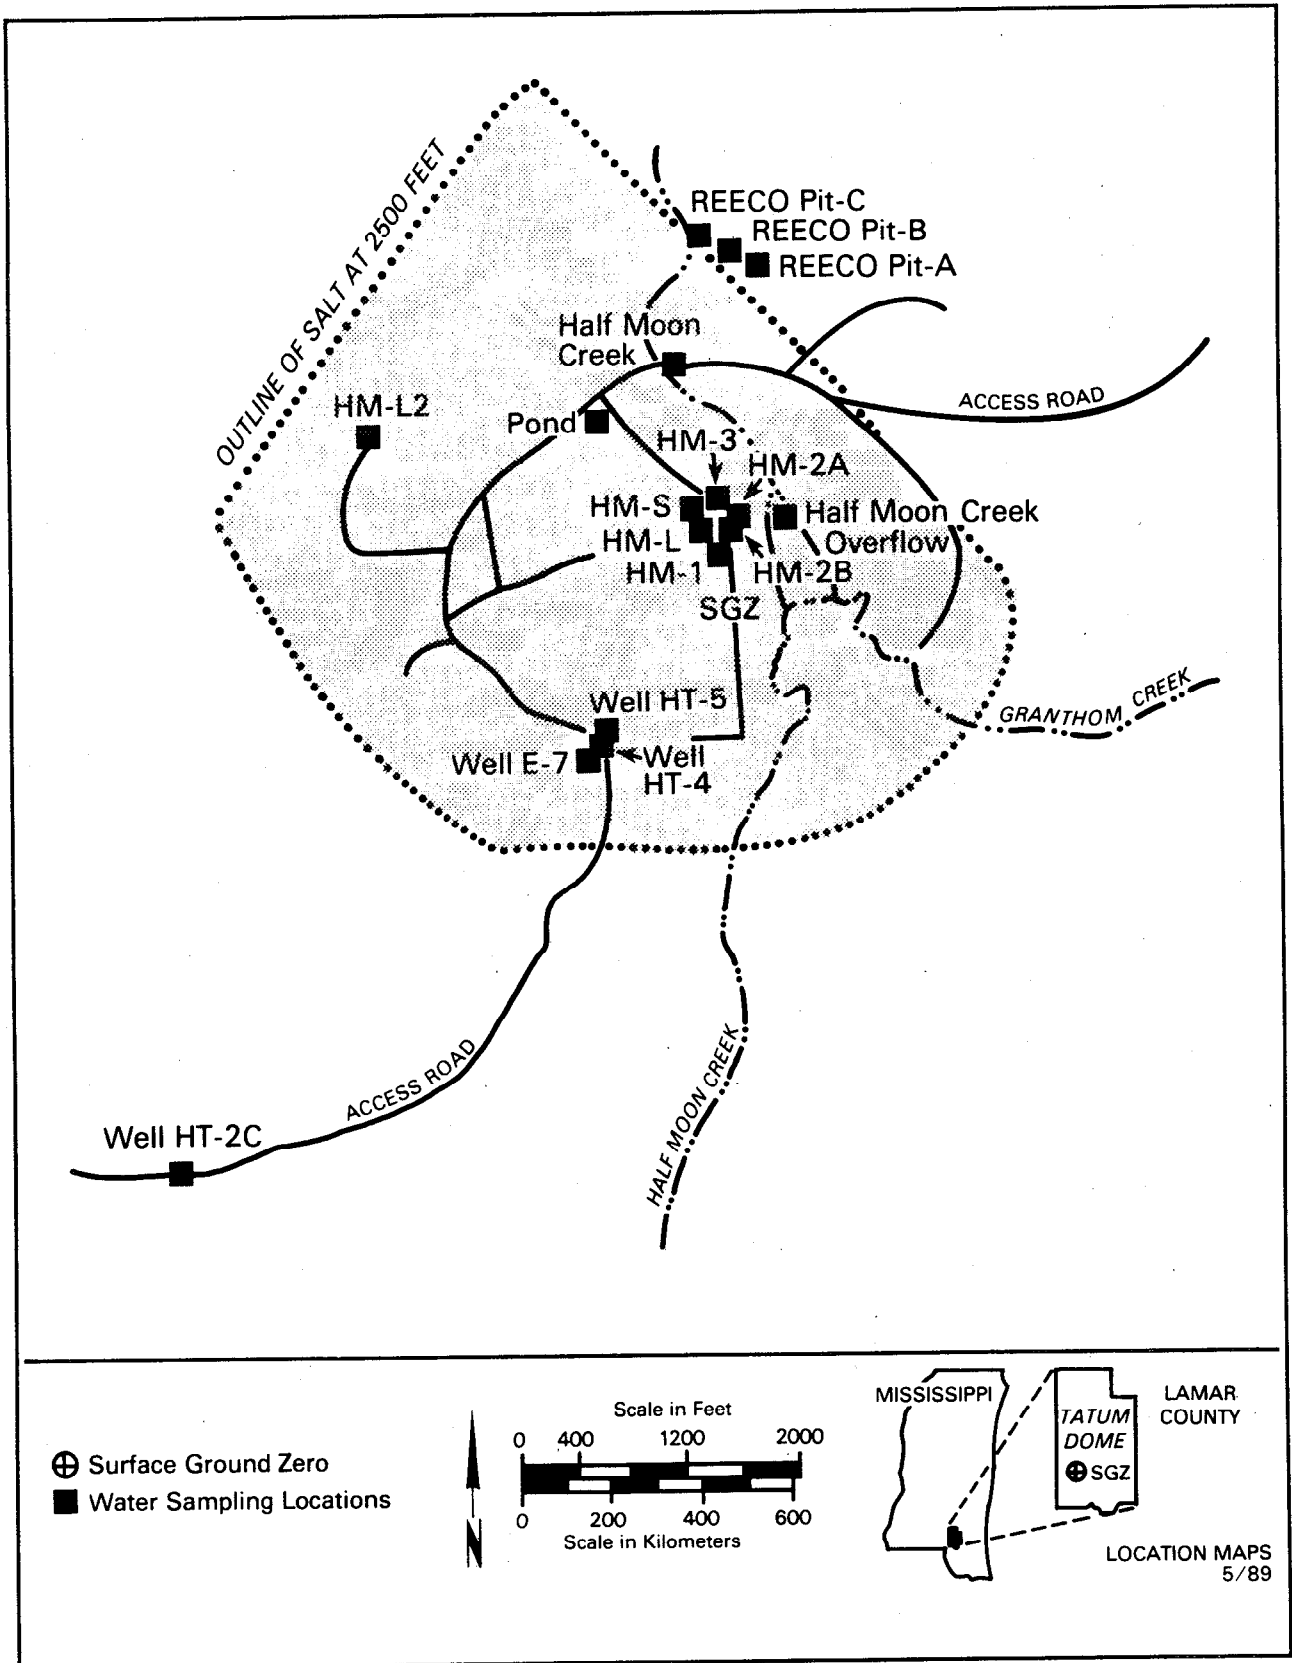 OUTLINE OF SALT AT 2500 FEET
REECO Pit-C
REECO Pit-B
REECO Pit-A
Half Moon
Creek
ACCESS ROAD
HM-L2
Pond
HM-3
HM-2A
HM-S
Half Moon Creek
Overflow
HM-L
HM-1
HM-2B
SGZ
GRANTHOM CREEK
Well HT-5
Well E-7
Well
HT-4
HALF MOON CREEK
ACCESS ROAD
Well HT-2C
Surface Ground Zero
Water Sampling Locations
N
Scale in Feet
0 400 1200 2000
0 200 400 600
Scale in Kilometers
MISSISSIPPI
LAMAR
COUNTY
TATUM
DOME
SGZ
LOCATION MAPS
5/89